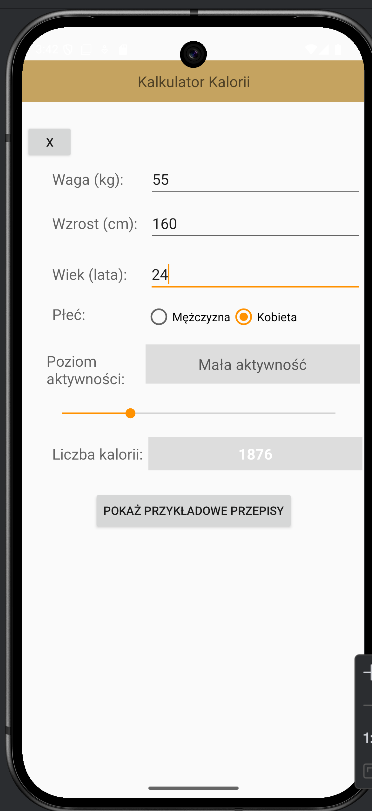 Kalkulator Kalorii
X
Waga (kg): 55
Wzrost (cm): 160
Wiek (lata): 24
Płeć: Mężczyzna Kobieta
Poziom
aktywności:
Mała aktywność
Liczba kalorii: 1876
POKAŻ PRZYKŁADOWE PRZEPISY